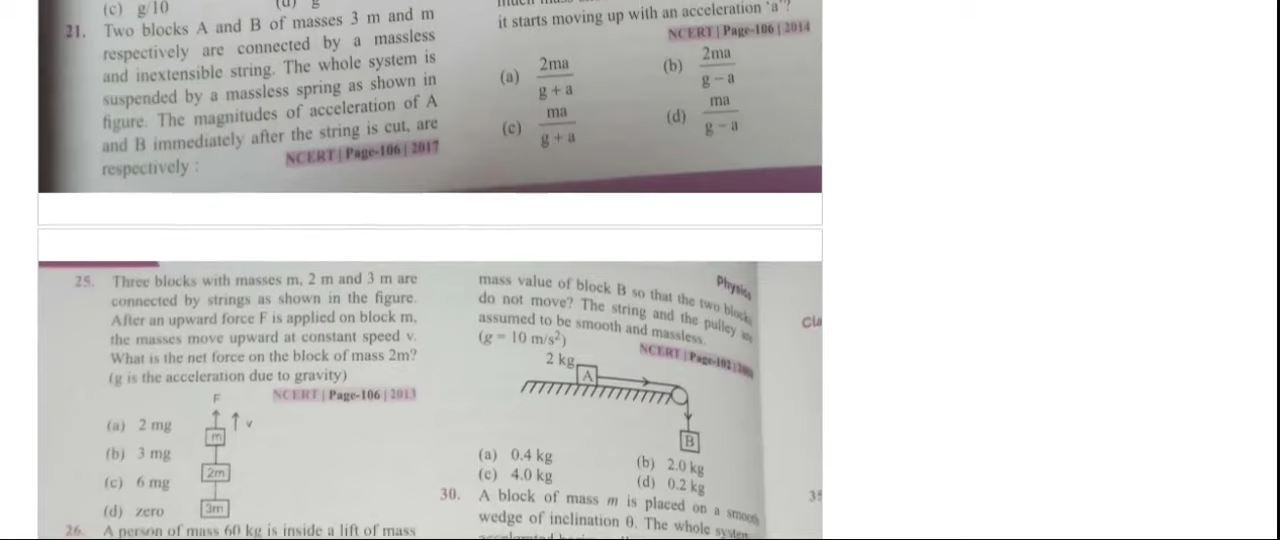 (c) g/10
21. Two blocks A and B of masses 3 m and m
respectively are connected by a massless
and inextensible string. The whole system is
suspended by a massless spring as shown in
figure. The magnitudes of acceleration of A
and B immediately after the string is cut, are
respectively :
NCERT | Page-106 | 2017
it starts moving up with an acceleration 'a'?
NCERT | Page-106 | 2014
(a) 2ma / g + a
(b) 2ma / g - a
(c) ma / g + a
(d) ma / g - a
25. Three blocks with masses m, 2 m and 3 m are
connected by strings as shown in the figure.
After an upward force F is applied on block m,
the masses move upward at constant speed v.
What is the net force on the block of mass 2m?
(g is the acceleration due to gravity)
NCERT | Page-106 | 2013
(a) 2 mg
(b) 3 mg
(c) 6 mg
(d) zero
F
v
m
2m
3m
26. A person of mass 60 kg is inside a lift of mass
Physics
mass value of block B so that the two blocks
do not move? The string and the pulley are
assumed to be smooth and massless.
(g = 10 m/s²)
NCERT | Page-102
2 kg
A
B
(a) 0.4 kg
(b) 2.0 kg
(c) 4.0 kg
(d) 0.2 kg
30. A block of mass m is placed on a smooth
wedge of inclination θ. The whole system